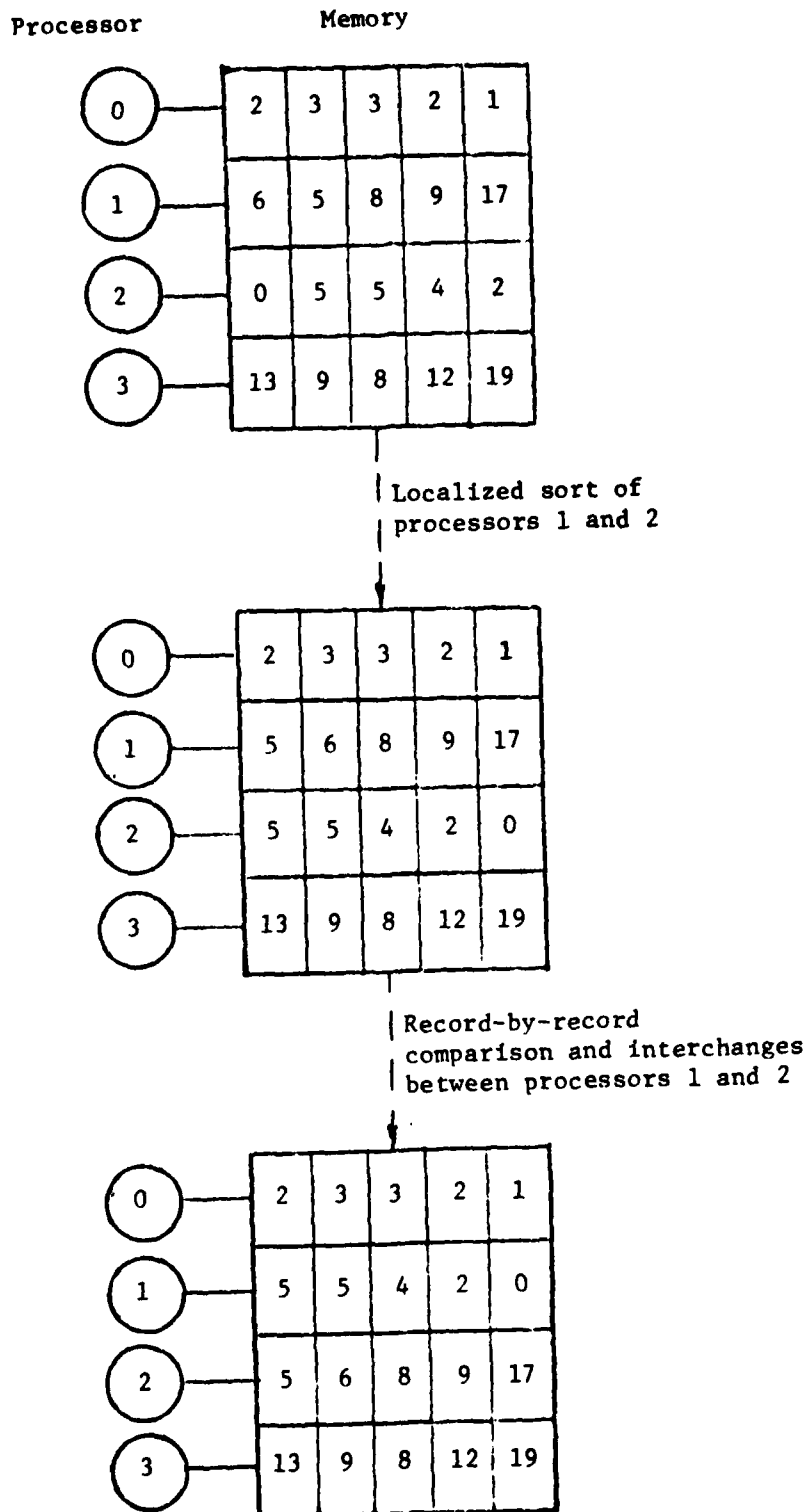 Processor Memory
0 2 3 3 2 1
1 6 5 8 9 17
2 0 5 5 4 2
3 13 9 8 12 19
Localized sort of
processors 1 and 2
0 2 3 3 2 1
1 5 6 8 9 17
2 5 5 4 2 0
3 13 9 8 12 19
Record-by-record
comparison and interchanges
between processors 1 and 2
0 2 3 3 2 1
1 5 5 4 2 0
2 5 6 8 9 17
3 13 9 8 12 19